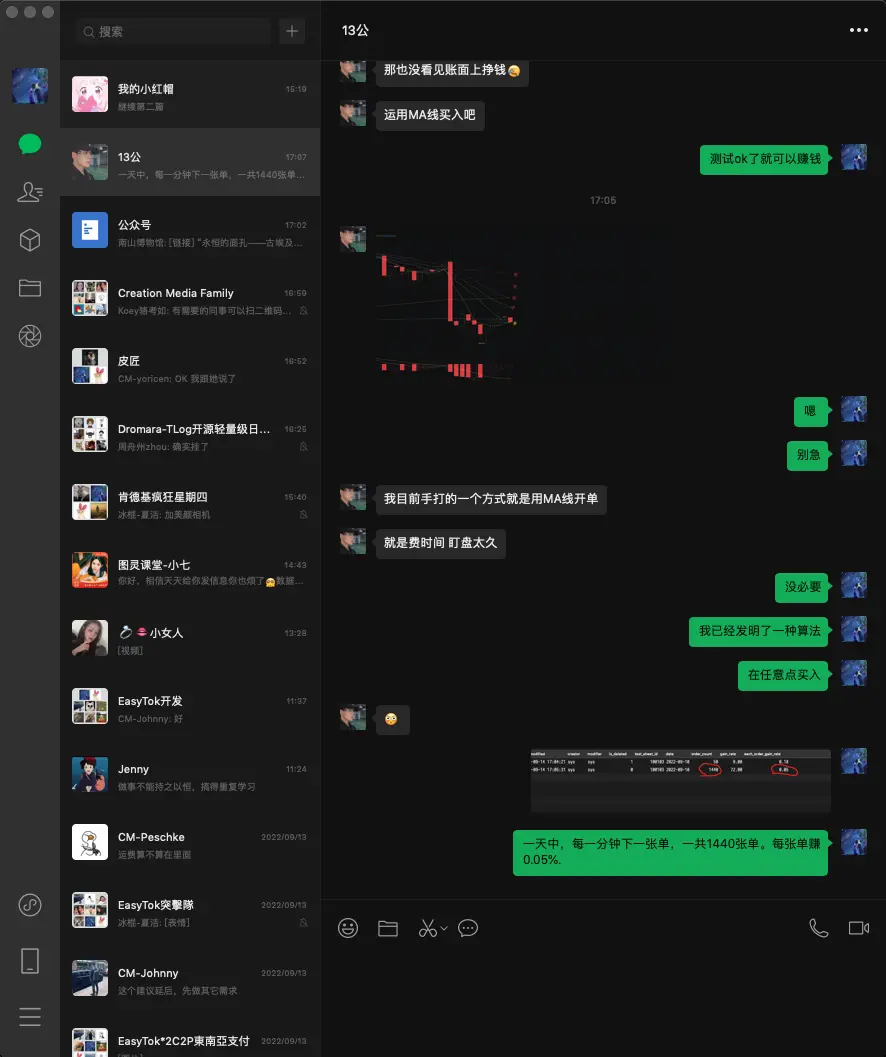 搜索
我的小红帽
15:19
继续第二篇
13公
17:07
一天中，每一分钟下一张单，一共1440张单...
公众号
17:02
南山博物馆: [链接] “永恒的面孔——古埃及...
Creation Media Family
16:59
Koey骆考如: 有需要的同事可以扫二维码...
皮匠
16:52
CM-yoricen: OK 我跟她说了
Dromara-TLog开源轻量级日...
16:25
周舟州zhou: 确实挂了
肯德基疯狂星期四
15:40
冰榿-夏洁: 加美颜相机
图灵课堂-小七
14:43
你好，相信天天给你发信息你也烦了🥱数据...
💍👄小女人
13:28
[视频]
EasyTok开发
11:37
CM-Johnny: 好
Jenny
11:24
做事不能持之以恒，搞得重复学习
CM-Peschke
2022/09/13
运费算不算在里面
EasyTok突擊隊
2022/09/13
冰榿-夏洁: [表情]
CM-Johnny
2022/09/13
这个建议延后，先做其它需求
EasyTok*2C2P東南亞支付
2022/09/13
13公
那也没看见账面上挣钱
运用MA线买入吧
测试ok了就可以赚钱
17:05
嗯
别急
我目前手打的一个方式就是用MA线开单
就是费时间 盯盘太久
没必要
我已经发明了一种算法
在任意点买入
modified creator modifier is_deleted test_sheet_id date order_count gain_rate each_order_gain_rate
-09-14 17:04:21 sys sys 1 100103 2022-09-10 50 9.00 0.18
-09-14 17:05:31 sys sys 0 100103 2022-09-10 1440 72.00 0.05
一天中，每一分钟下一张单，一共1440张单。每张单赚
0.05%.